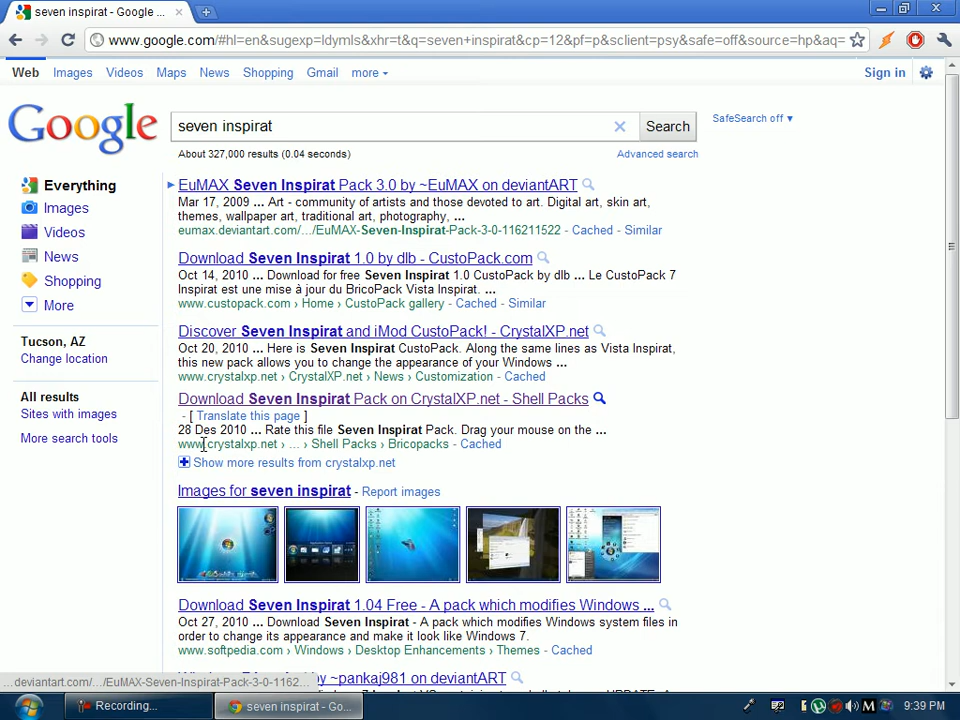 seven inspirat - Google ...
www.google.com/#hl=en&sugexp=ldymls&xhr=t&q=seven+inspirat&cp=12&pf=p&sclient=psy&safe=off&source=hp&aq=
Web Images Videos Maps News Shopping Gmail more
Sign in
Google
seven inspirat
Search
SafeSearch off
About 327,000 results (0.04 seconds)
Advanced search
Everything
Images
Videos
News
Shopping
More
Tucson, AZ
Change location
All results
Sites with images
More search tools
EuMAX Seven Inspirat Pack 3.0 by ~EuMAX on deviantART
Mar 17, 2009 ... Art - community of artists and those devoted to art. Digital art, skin art,
themes, wallpaper art, traditional art, photography, ...
eumax.deviantart.com/.../EuMAX-Seven-Inspirat-Pack-3-0-116211522 - Cached - Similar
Download Seven Inspirat 1.0 by dlb - CustoPack.com
Oct 14, 2010 ... Download for free Seven Inspirat 1.0 CustoPack by dlb ... Le CustoPack 7
Inspirat est une mise à jour du BricoPack Vista Inspirat. ...
www.custopack.com › Home › CustoPack gallery - Cached - Similar
Discover Seven Inspirat and iMod CustoPack! - CrystalXP.net
Oct 20, 2010 ... Here is Seven Inspirat CustoPack. Along the same lines as Vista Inspirat,
this new pack allows you to change the appearance of your Windows ...
www.crystalxp.net › CrystalXP.net › News › Customization - Cached
Download Seven Inspirat Pack on CrystalXP.net - Shell Packs
- [ Translate this page ]
28 Des 2010 ... Rate this file Seven Inspirat Pack. Drag your mouse on the ...
www.crystalxp.net › ... › Shell Packs › Bricopacks - Cached
Show more results from crystalxp.net
Images for seven inspirat - Report images
Download Seven Inspirat 1.04 Free - A pack which modifies Windows ...
Oct 27, 2010 ... Download Seven Inspirat - A pack which modifies Windows system files in
order to change its appearance and make it look like Windows 7.
www.softpedia.com › Windows › Desktop Enhancements › Themes - Cached
by ~pankaj981 on deviantART
...deviantart.com/.../EuMAX-Seven-Inspirat-Pack-3-0-1162...
Recording...
seven inspirat - Go...
9:39 PM